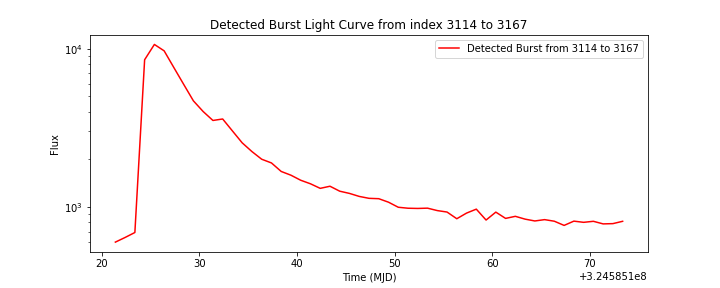 Detected Burst Light Curve from index 3114 to 3167
Detected Burst from 3114 to 3167
Flux
10⁴
10³
20 30 40 50 60 70
Time (MJD)
+3.245851e8